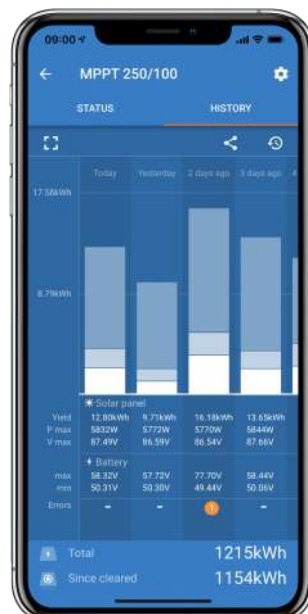 09:00
MPPT 250/100
STATUS HISTORY
Today Yesterday 2 days ago 3 days ago 4
17.58kWh
8.79kWh
Solar panel
Yield 12.80kWh 9.71kWh 16.18kWh 13.65kWh
P max 5832W 5772W 5770W 5844W
V max 87.49V 86.59V 86.54V 87.66V
Battery
max 58.32V 57.72V 77.70V 58.44V
min 50.31V 50.30V 49.44V 50.06V
Errors - - 1 -
Total 1215kWh
Since cleared 1154kWh